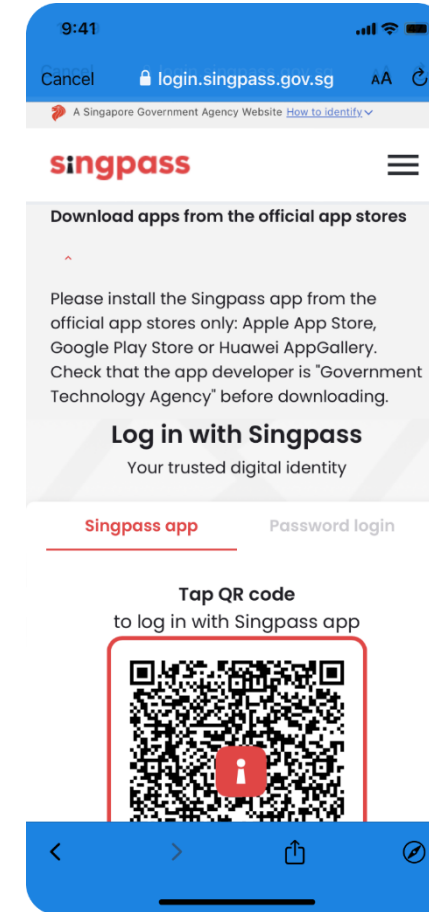 9:41
Cancel login.singpass.gov.sg AA
A Singapore Government Agency Website How to identify
singpass
Download apps from the official app stores
Please install the Singpass app from the
official app stores only: Apple App Store,
Google Play Store or Huawei AppGallery.
Check that the app developer is "Government
Technology Agency" before downloading.
Log in with Singpass
Your trusted digital identity
Singpass app Password login
Tap QR code
to log in with Singpass app